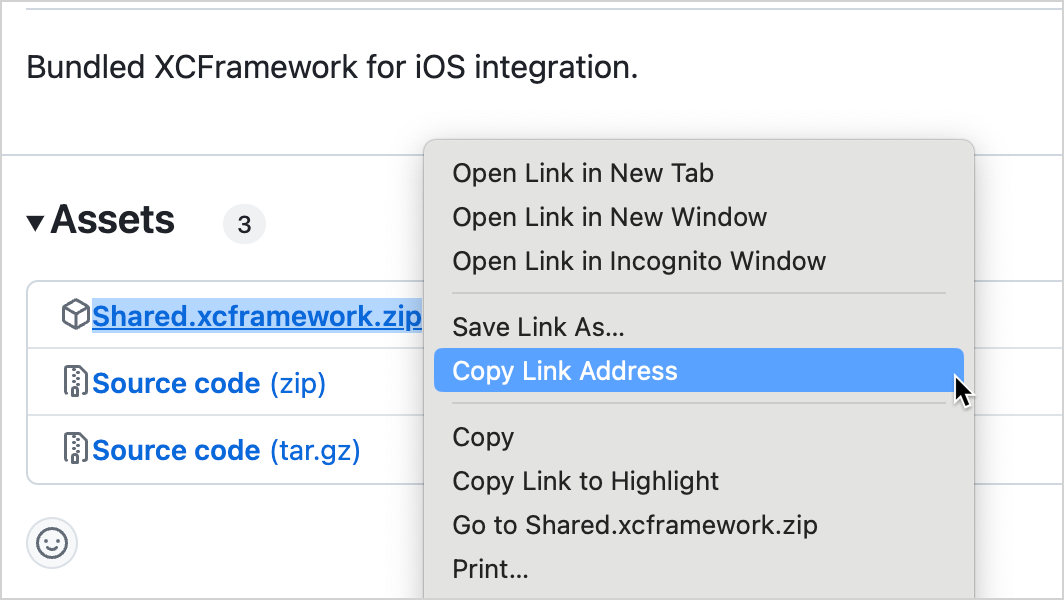 Bundled XCFramework for iOS integration.
Assets 3
Shared.xcframework.zip
Source code (zip)
Source code (tar.gz)
Open Link in New Tab
Open Link in New Window
Open Link in Incognito Window
Save Link As...
Copy Link Address
Copy
Copy Link to Highlight
Go to Shared.xcframework.zip
Print...